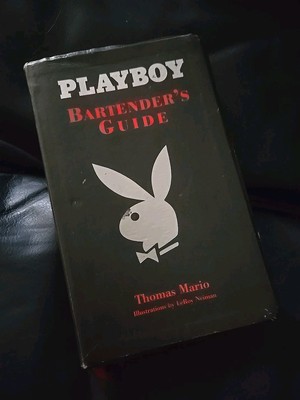 PLAYBOY
BARTENDER'S
GUIDE
Thomas Mario
Illustrations by LeRoy Neiman